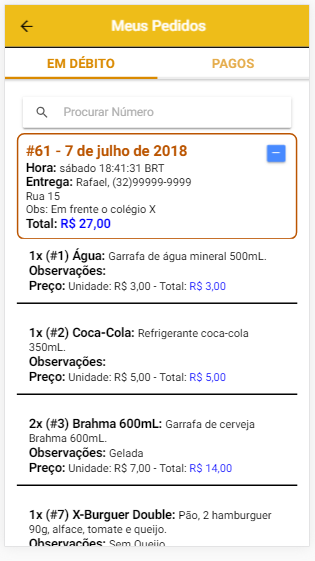 Meus Pedidos
EM DÉBITO
PAGOS
Procurar Número
#61 - 7 de julho de 2018
Hora: sábado 18:41:31 BRT
Entrega: Rafael, (32)99999-9999
Rua 15
Obs: Em frente o colégio X
Total: R$ 27,00
1x (#1) Água: Garrafa de água mineral 500mL.
Observações:
Preço: Unidade: R$ 3,00 - Total: R$ 3,00
1x (#2) Coca-Cola: Refrigerante coca-cola
350mL.
Observações:
Preço: Unidade: R$ 5,00 - Total: R$ 5,00
2x (#3) Brahma 600mL: Garrafa de cerveja
Brahma 600mL.
Observações: Gelada
Preço: Unidade: R$ 7,00 - Total: R$ 14,00
1x (#7) X-Burguer Double: Pão, 2 hamburguer
90g, alface, tomate e queijo.
Observações: Sem Queijo